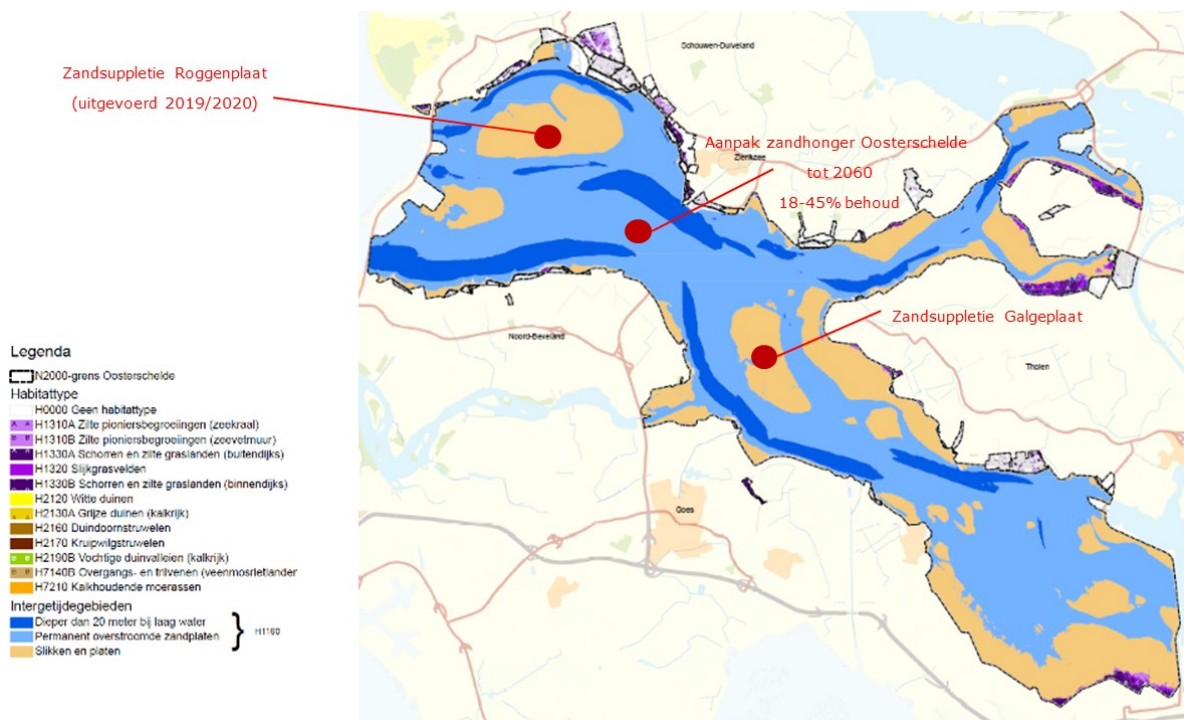 Zandsuppletie Roggenplaat
(uitgevoerd 2019/2020)
Schouwen-Duiveland
Aanpak zandhonger Oosterschelde
Zierikzee
tot 2060
18-45% behoud
Zandsuppletie Galgeplaat
Noord-Beveland
Tholen
Goes
Legenda
N2000-grens Oosterschelde
Habitattype
H0000 Geen habitattype
H1310A Zilte pioniersbegroeiingen (zeekraal)
H1310B Zilte pioniersbegroeiingen (zeevetmuur)
H1330A Schorren en zilte graslanden (buitendijks)
H1320 Slijkgrasvelden
H1330B Schorren en zilte graslanden (binnendijks)
H2120 Witte duinen
H2130A Grijze duinen (kalkrijk)
H2160 Duindoornstruwelen
H2170 Kruipwilgstruwelen
H2190B Vochtige duinvalleien (kalkrijk)
H7140B Overgangs- en trilvenen (veenmosrietlander
H7210 Kalkhoudende moerassen
Intergetijdegebieden
Dieper dan 20 meter bij laag water
Permanent overstroomde zandplaten
H1160
Slikken en platen